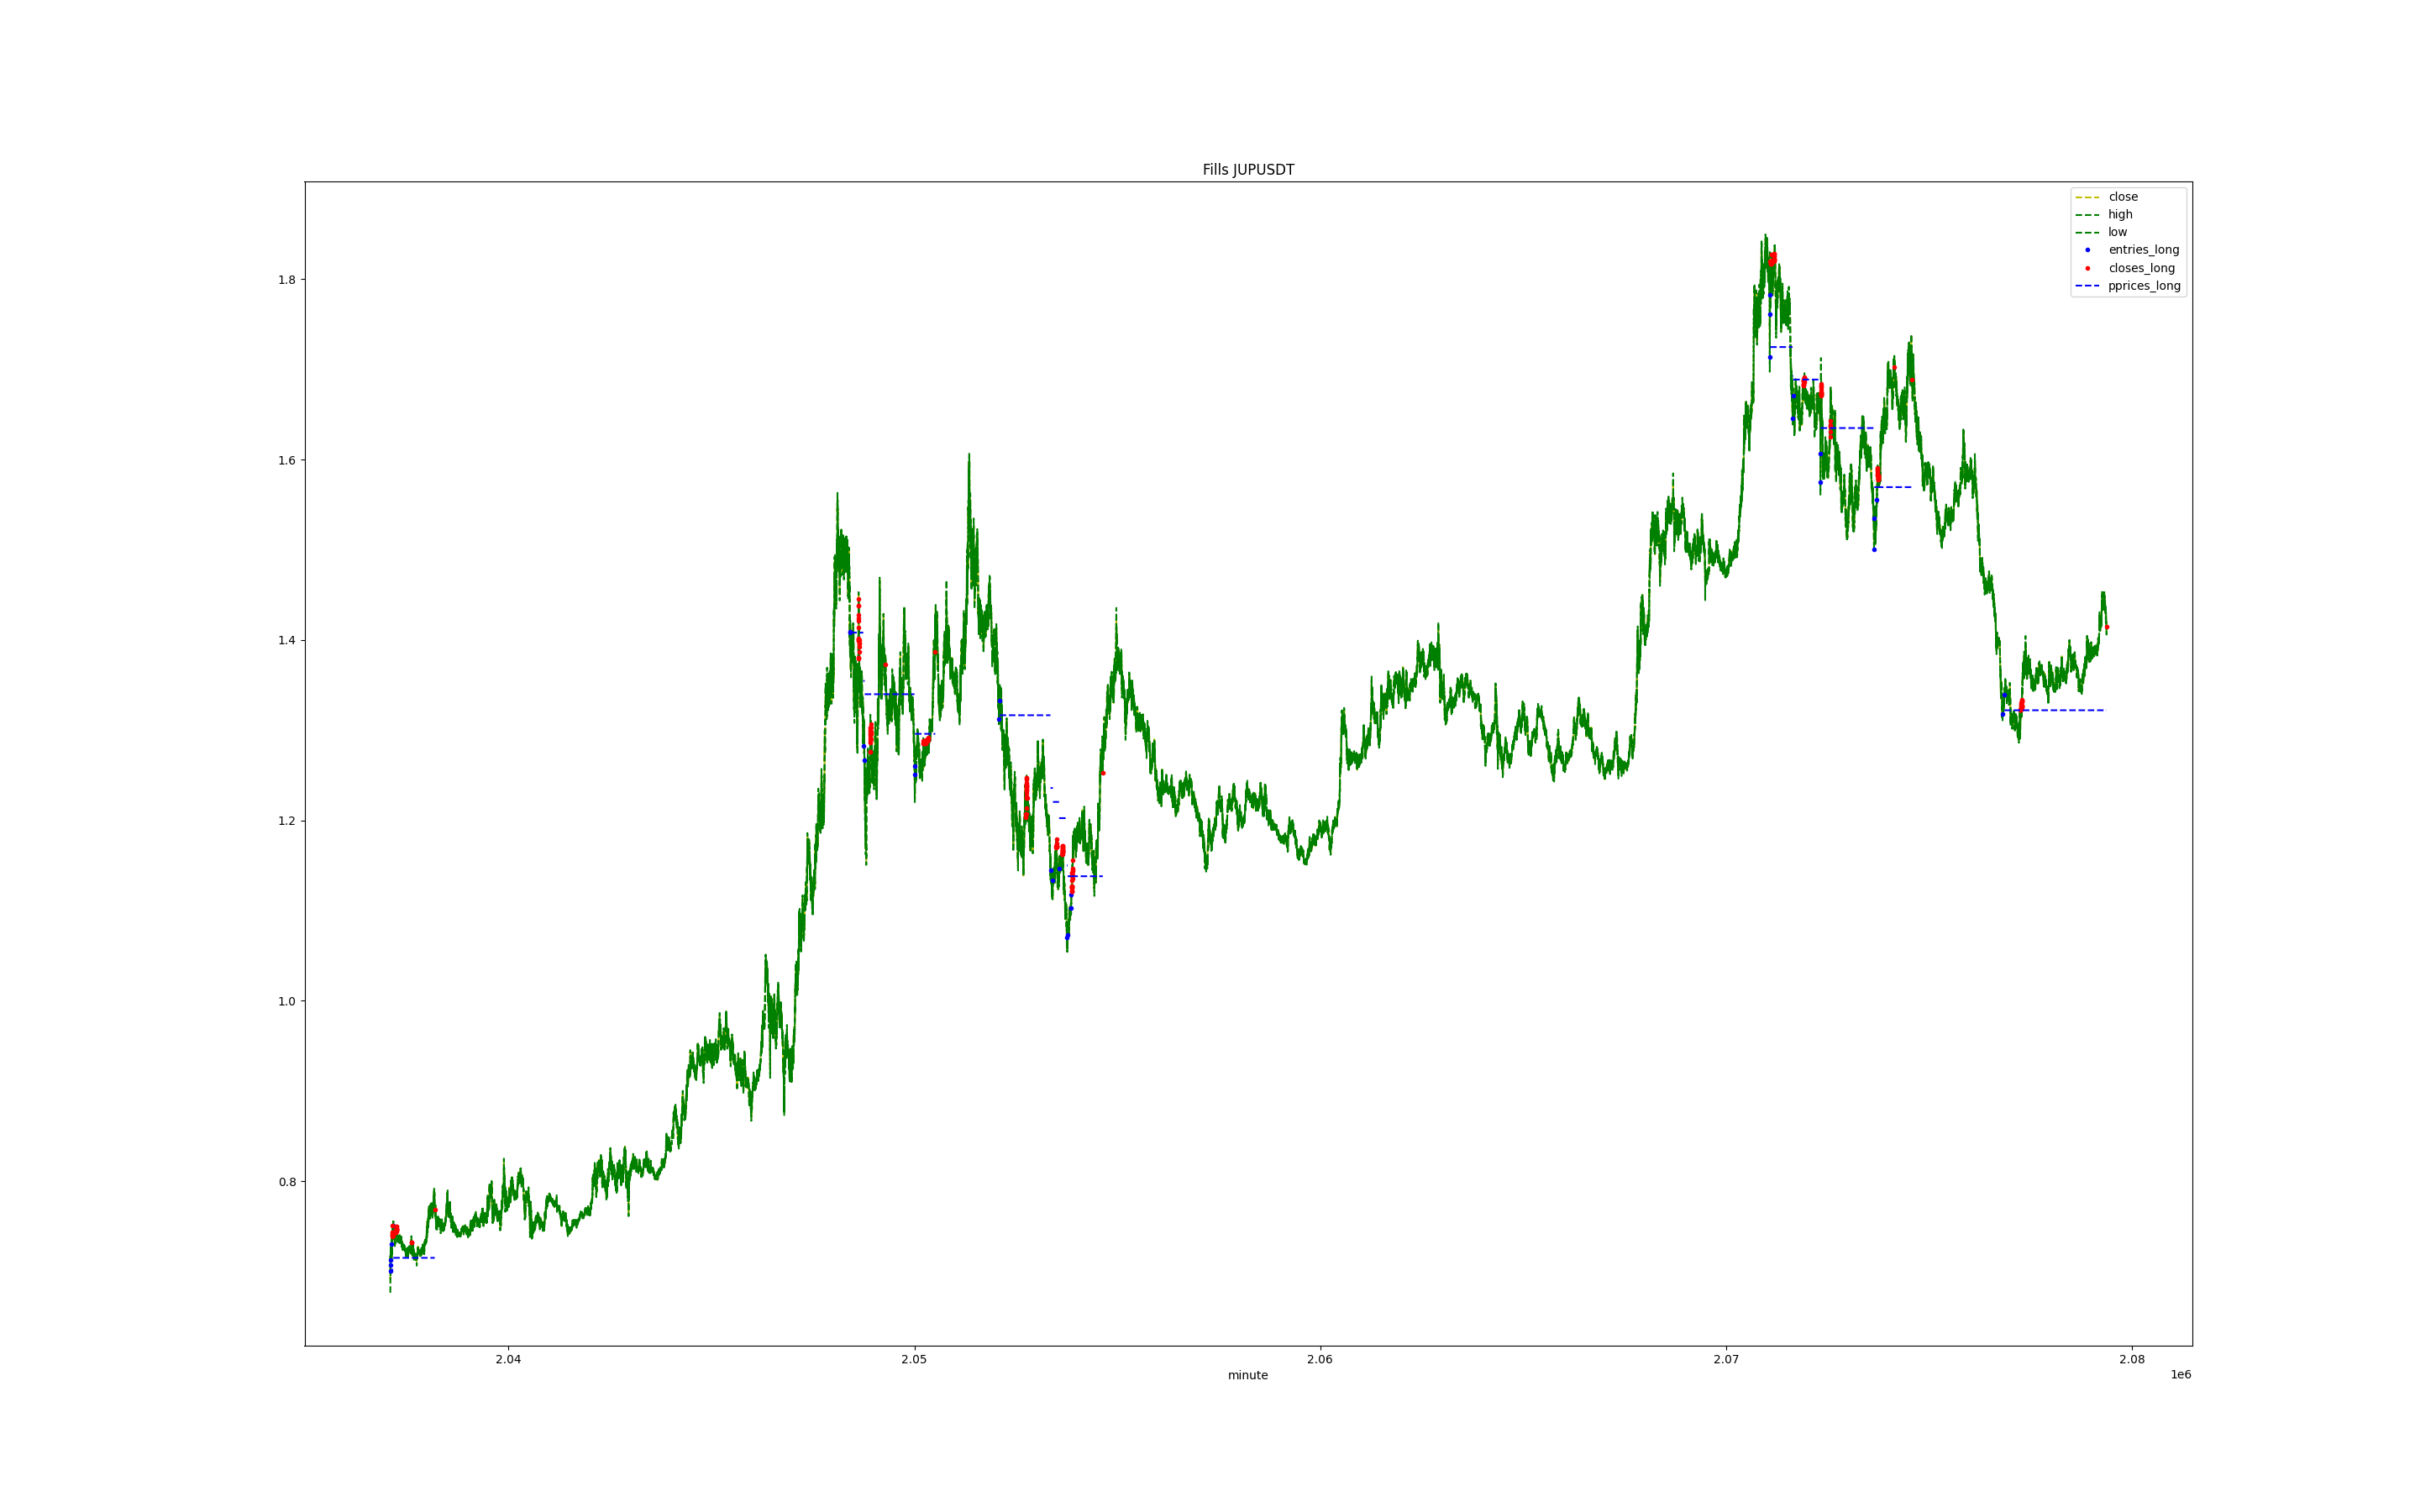 Fills JUPUSDT
close
high
low
entries_long
closes_long
pprices_long
1.8
1.6
1.4
1.2
1.0
0.8
2.04
2.05
2.06
2.07
2.08
minute
1e6